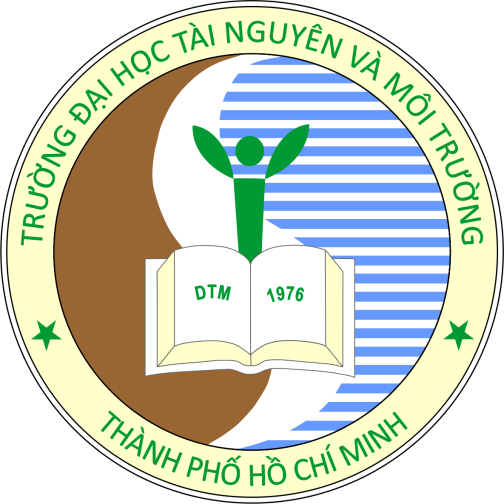 TRƯỜNG ĐẠI HỌC TÀI NGUYÊN VÀ MÔI TRƯỜNG
DTM 1976
THÀNH PHỐ HỒ CHÍ MINH